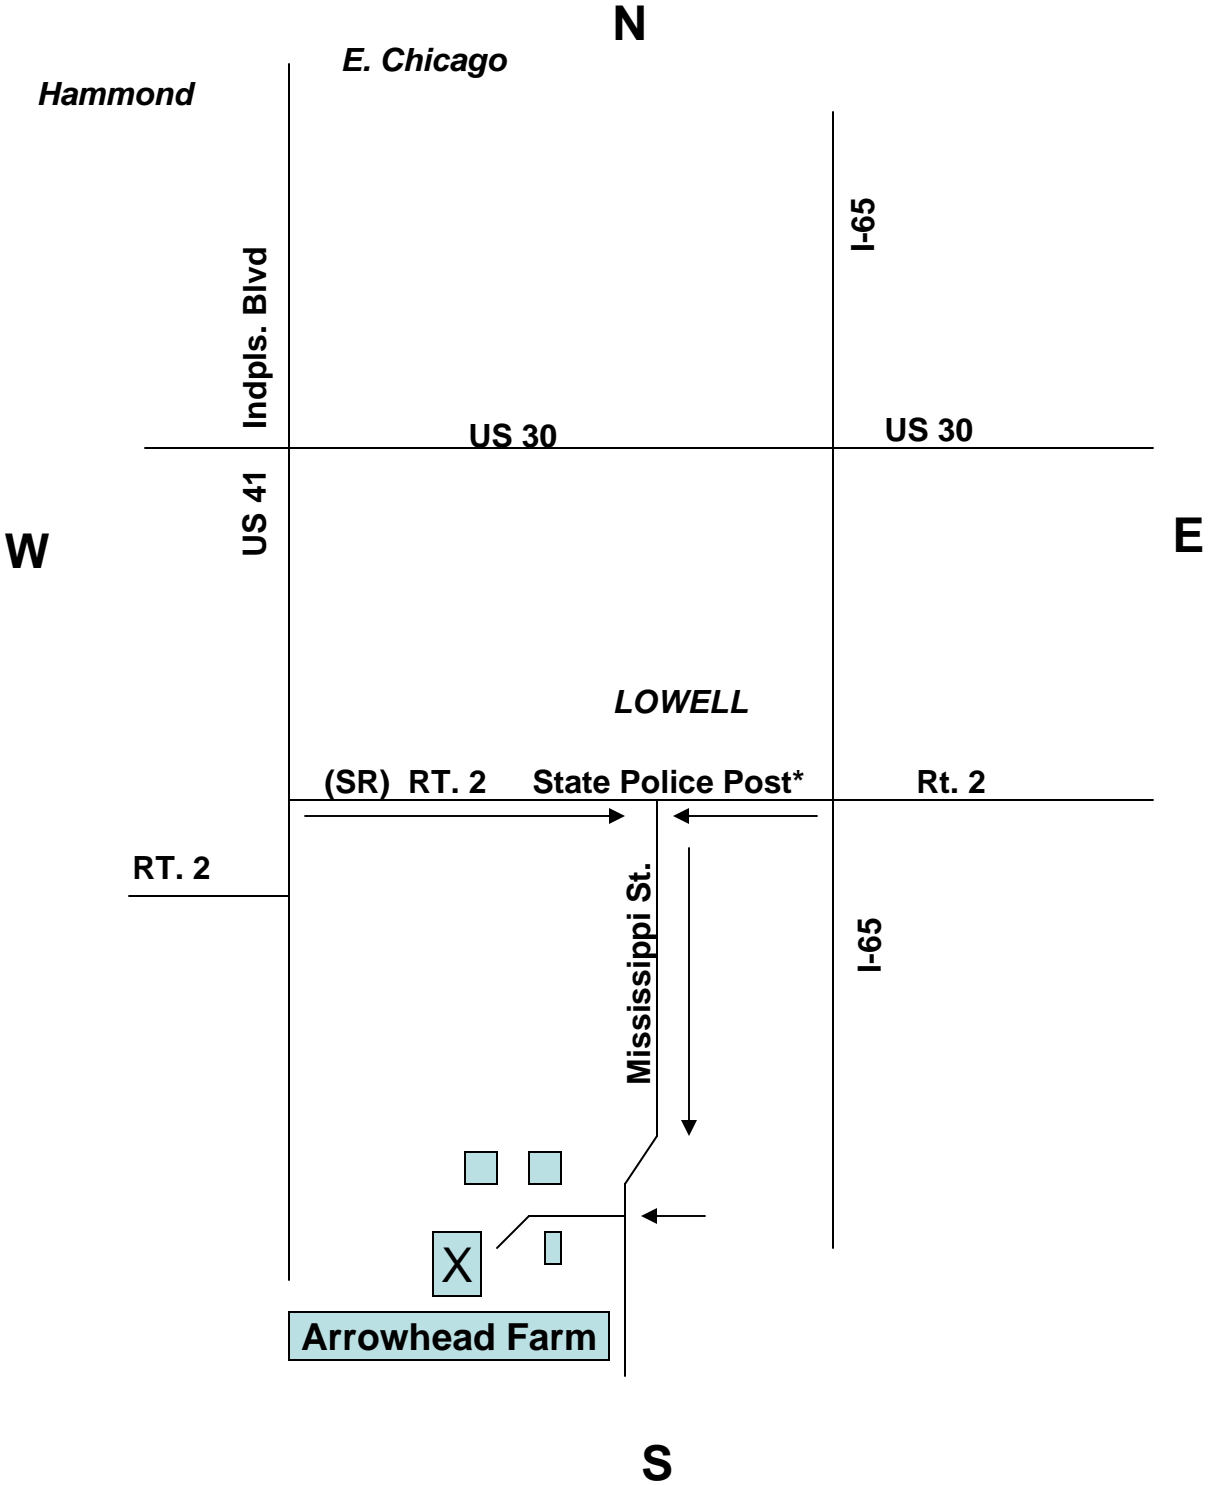 N
E. Chicago
Hammond
I-65
Indpls. Blvd
US 30
US 30
US 41
W
E
LOWELL
(SR) RT. 2
State Police Post*
Rt. 2
RT. 2
Mississippi St.
I-65
X
Arrowhead Farm
S